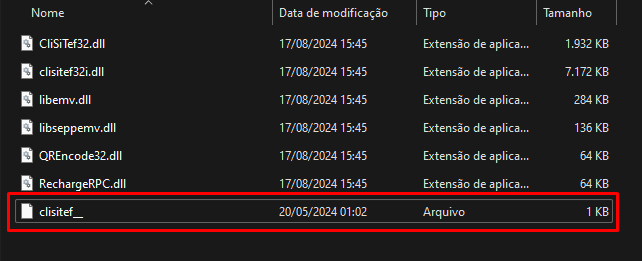 Nome Data de modificação Tipo Tamanho
CliSiTef32.dll 17/08/2024 15:45 Extensão de aplica... 1.932 KB
clisitef32i.dll 17/08/2024 15:45 Extensão de aplica... 7.172 KB
libemv.dll 17/08/2024 15:45 Extensão de aplica... 284 KB
libseppemv.dll 17/08/2024 15:45 Extensão de aplica... 136 KB
QREncode32.dll 17/08/2024 15:45 Extensão de aplica... 64 KB
RechargeRPC.dll 17/08/2024 15:45 Extensão de aplica... 64 KB
clisitef__ 20/05/2024 01:02 Arquivo 1 KB